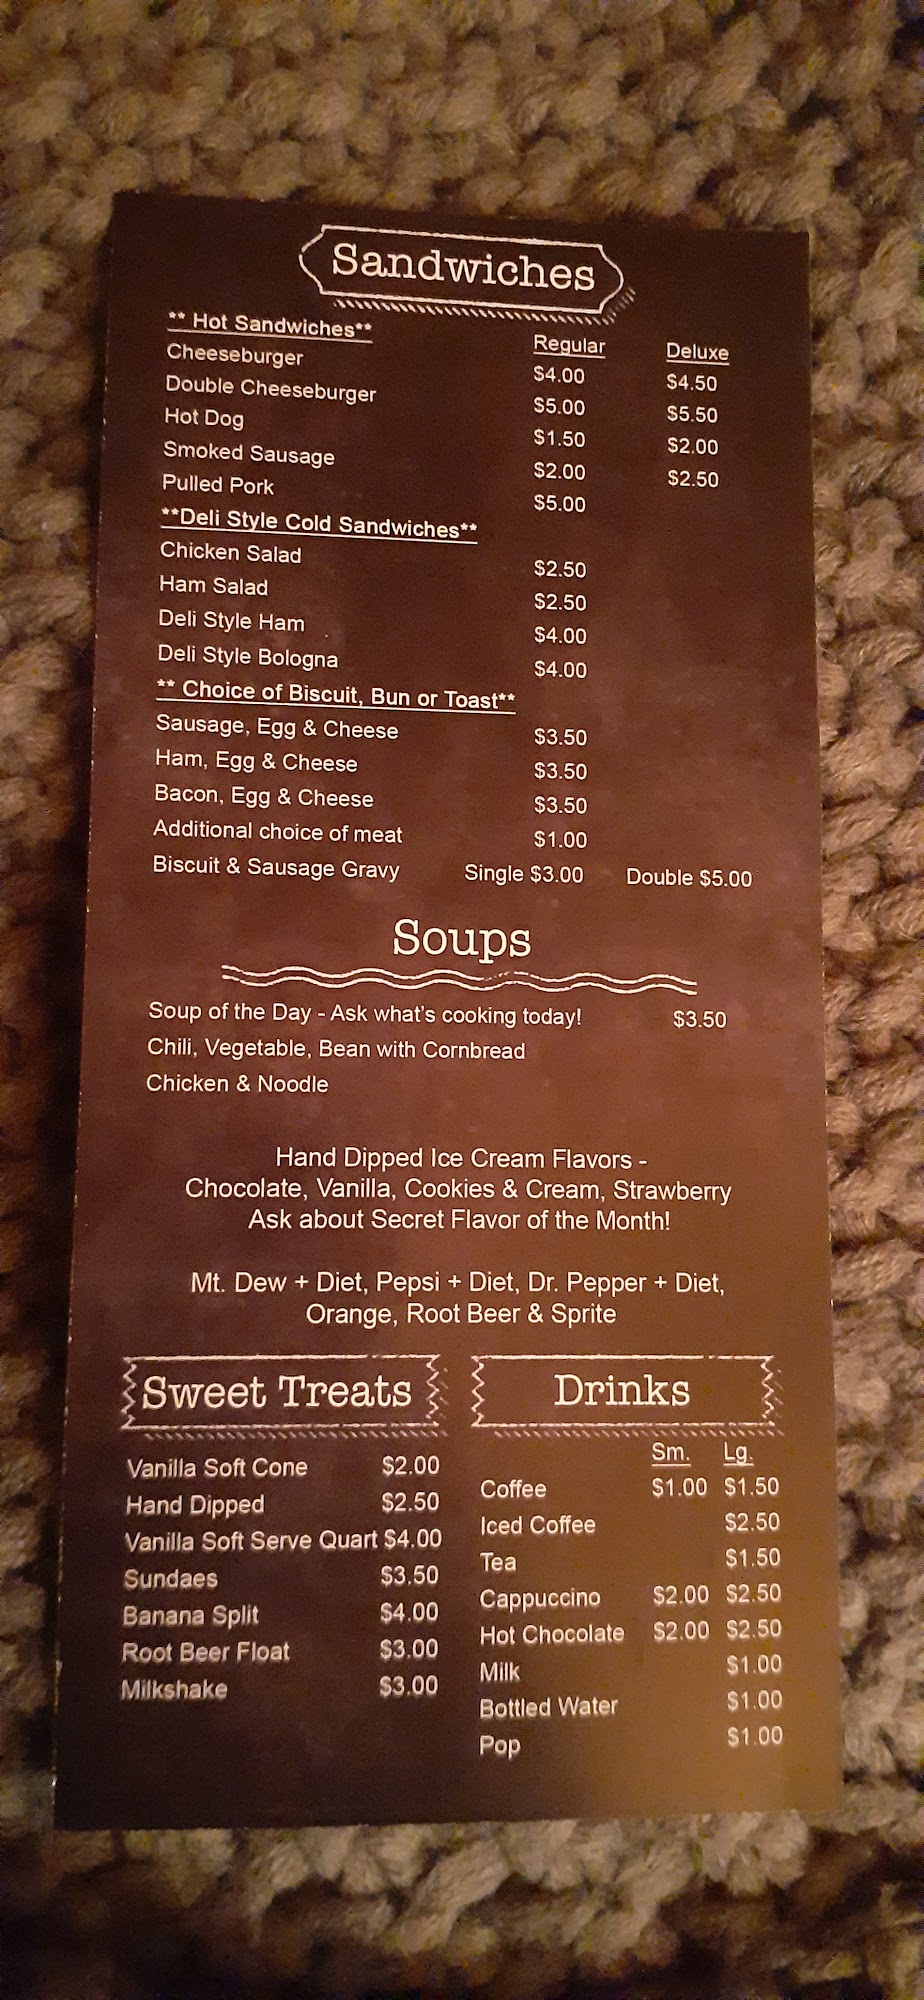 Sandwiches
** Hot Sandwiches** Regular Deluxe
Cheeseburger $4.00 $4.50
Double Cheeseburger $5.00 $5.50
Hot Dog $1.50 $2.00
Smoked Sausage $2.00 $2.50
Pulled Pork $5.00
**Deli Style Cold Sandwiches**
Chicken Salad $2.50
Ham Salad $2.50
Deli Style Ham $4.00
Deli Style Bologna $4.00
** Choice of Biscuit, Bun or Toast**
Sausage, Egg & Cheese $3.50
Ham, Egg & Cheese $3.50
Bacon, Egg & Cheese $3.50
Additional choice of meat $1.00
Biscuit & Sausage Gravy Single $3.00 Double $5.00
Soups
Soup of the Day - Ask what's cooking today! $3.50
Chili, Vegetable, Bean with Cornbread
Chicken & Noodle
Hand Dipped Ice Cream Flavors -
Chocolate, Vanilla, Cookies & Cream, Strawberry
Ask about Secret Flavor of the Month!
Mt. Dew + Diet, Pepsi + Diet, Dr. Pepper + Diet,
Orange, Root Beer & Sprite
Sweet Treats
Vanilla Soft Cone $2.00
Hand Dipped $2.50
Vanilla Soft Serve Quart $4.00
Sundaes $3.50
Banana Split $4.00
Root Beer Float $3.00
Milkshake $3.00
Drinks
Sm. Lg.
Coffee $1.00 $1.50
Iced Coffee $2.50
Tea $1.50
Cappuccino $2.00 $2.50
Hot Chocolate $2.00 $2.50
Milk $1.00
Bottled Water $1.00
Pop $1.00